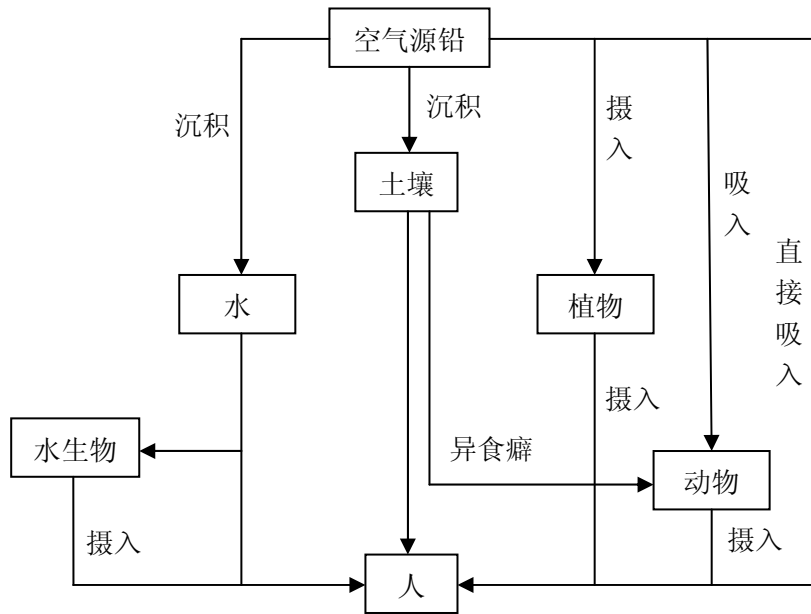 空气源铅
沉积
沉积
摄入
土壤
吸入
直接吸入
水
植物
摄入
水生物
异食癖
动物
摄入
摄入
人